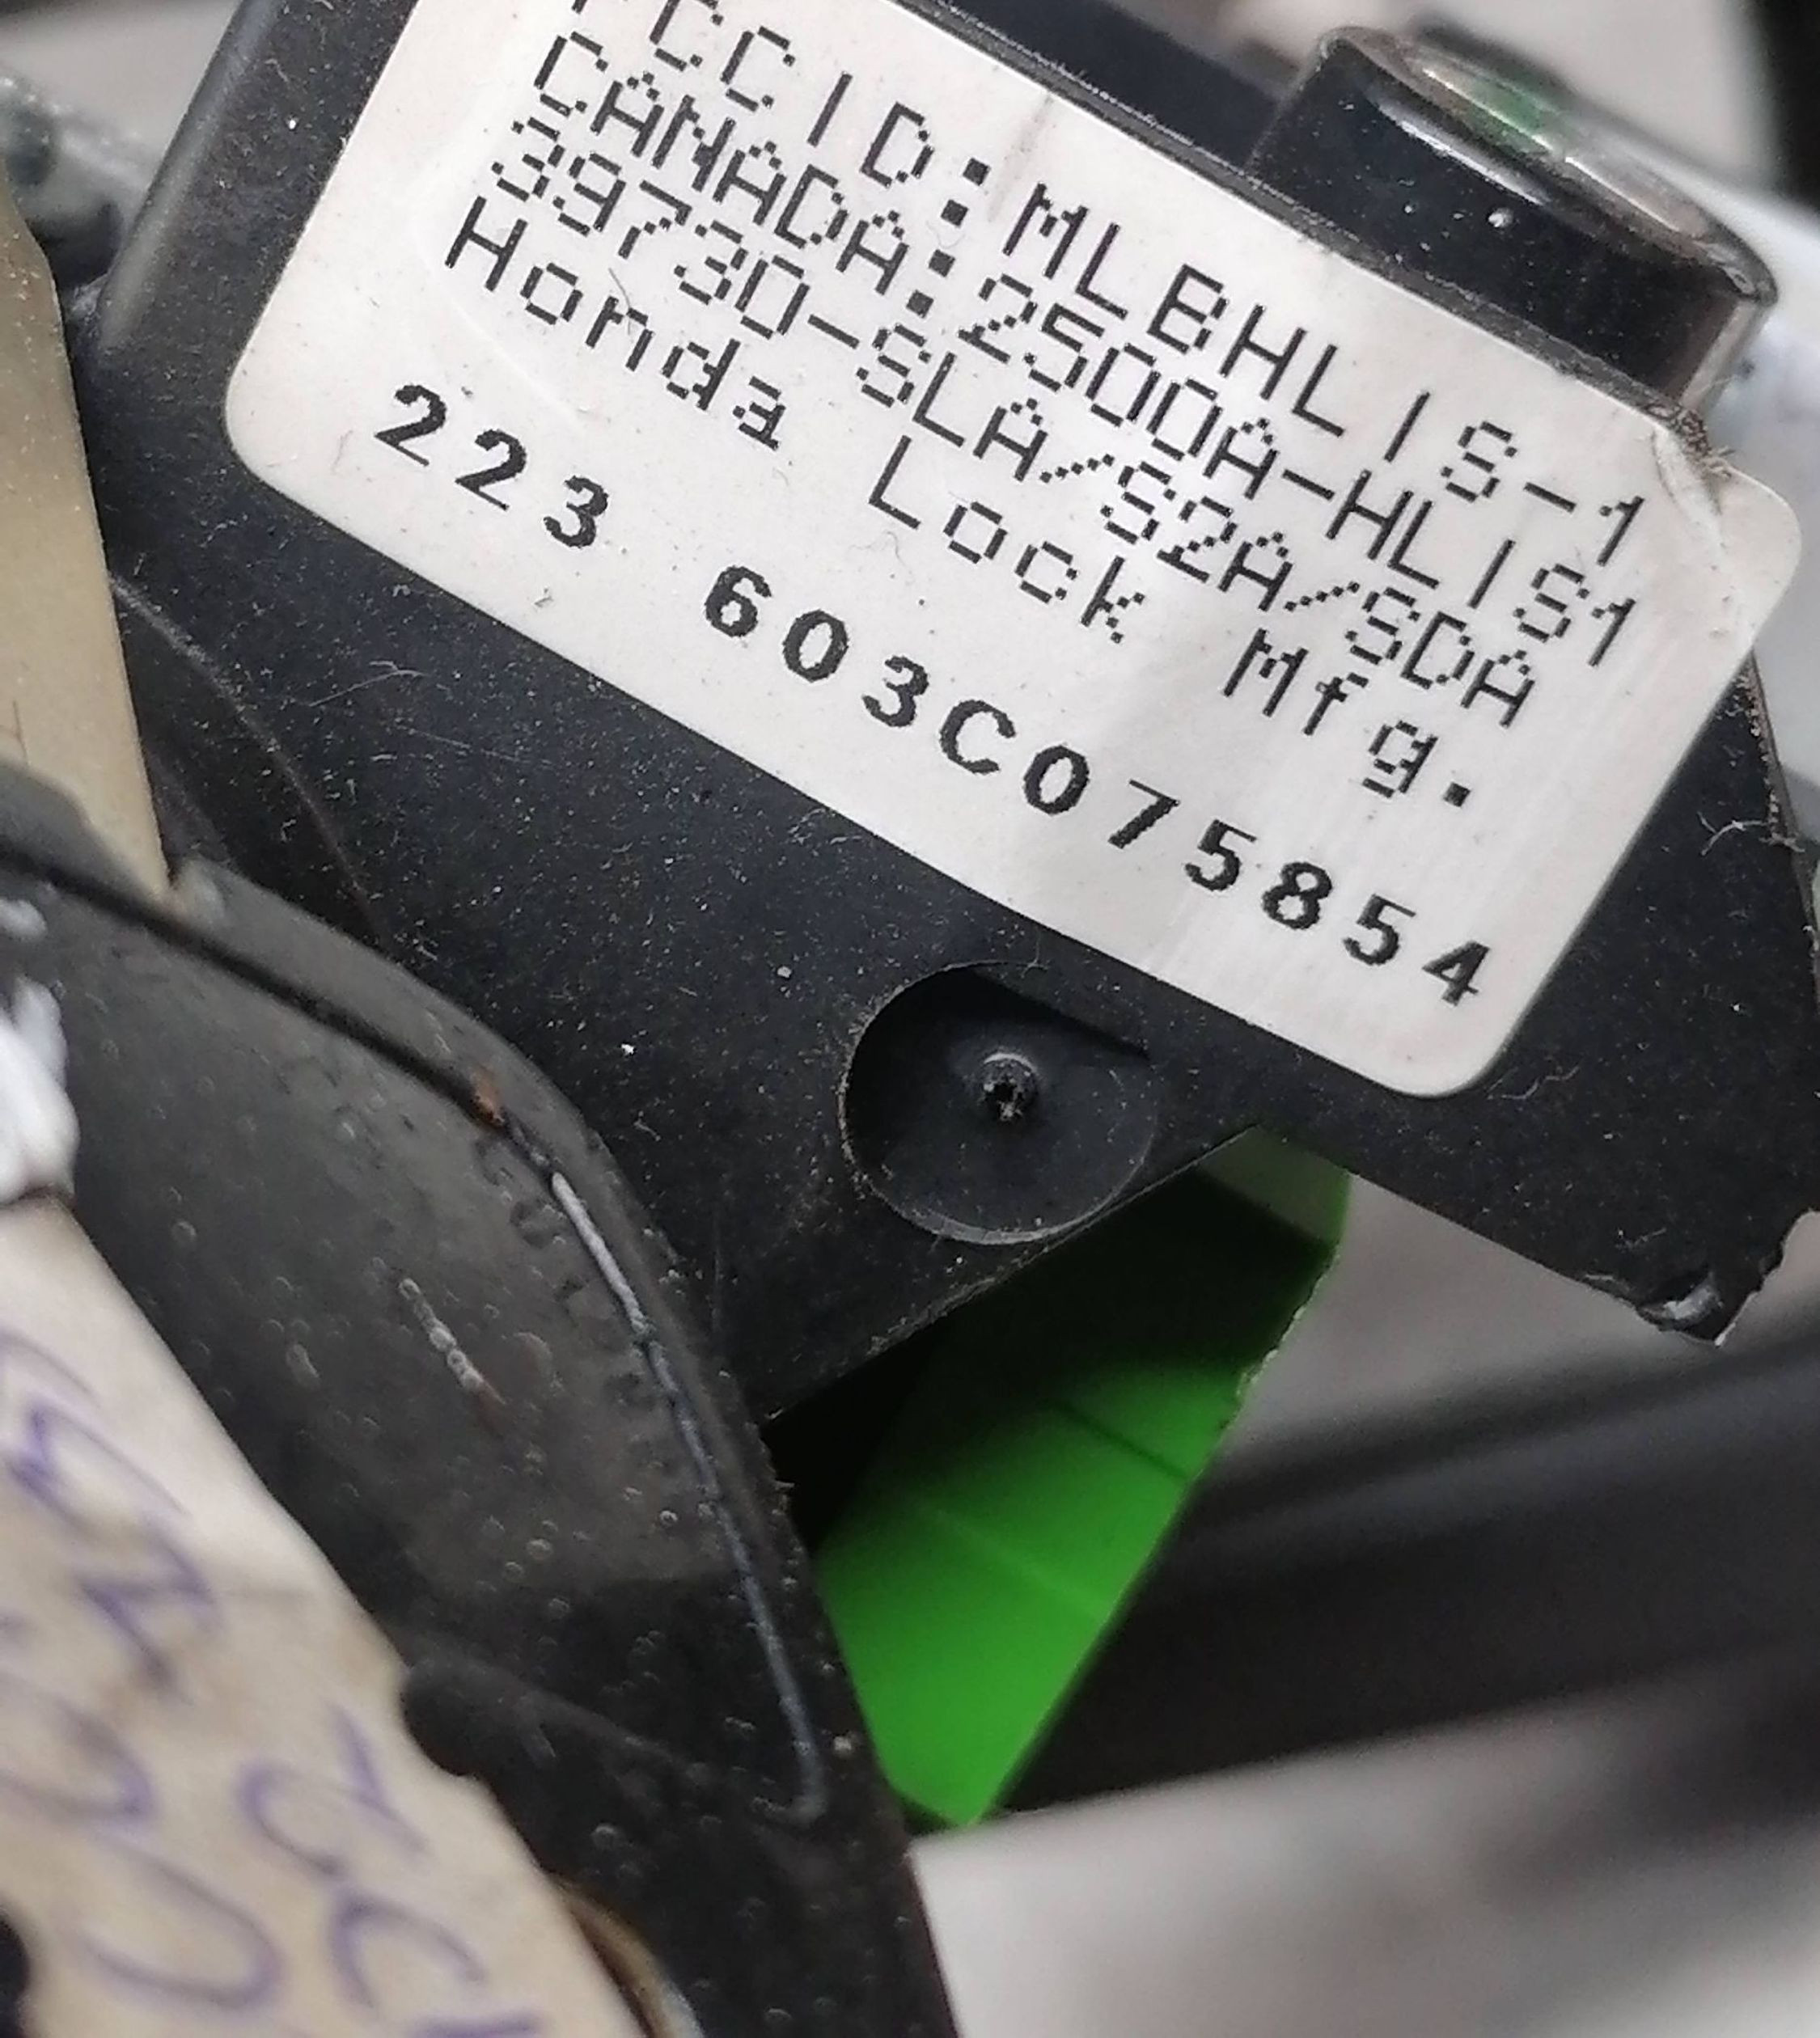 FCC ID:MLBHLIS-1
CANADA:2500A-HLIS1
39730-SLA/S2A/SDA
Honda Lock Mfg.
223 603C075854